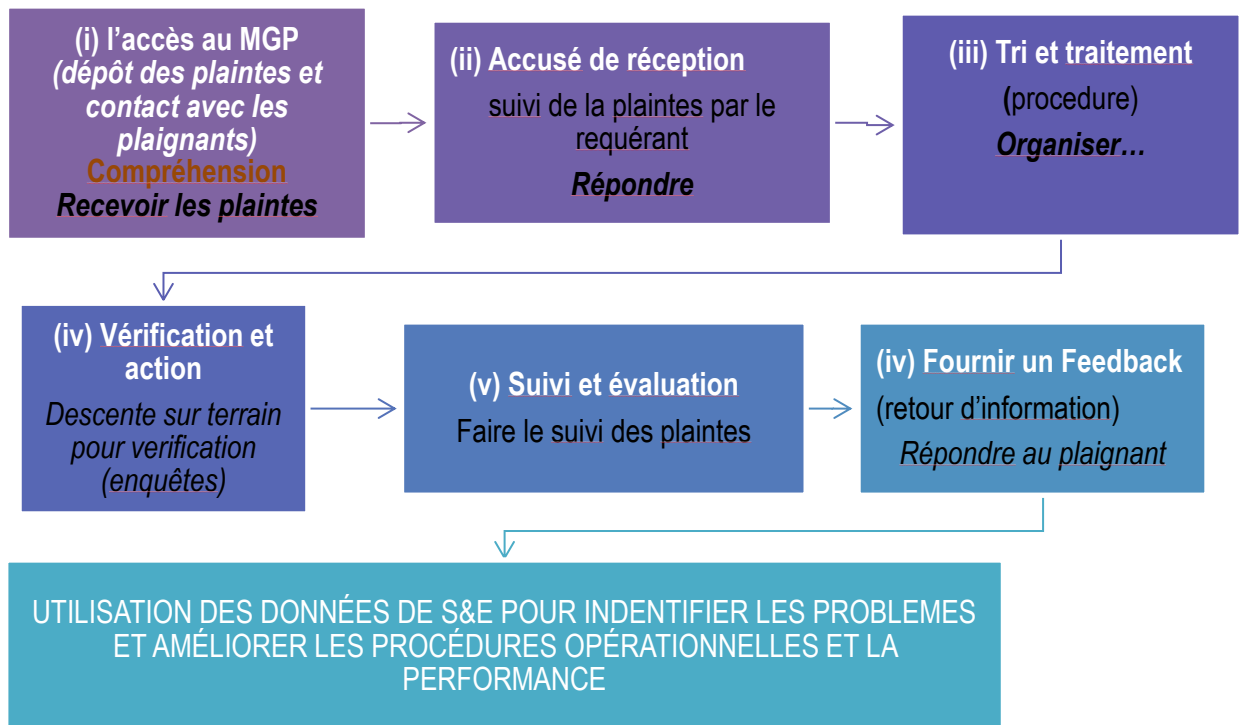 (i) l’accès au MGP
(dépôt des plaintes et
contact avec les
plaignants)
Compréhension
Recevoir les plaintes
(ii) Accusé de réception
suivi de la plaintes par le
requérant
Répondre
(iii) Tri et traitement
(procedure)
Organiser…
(iv) Vérification et
action
Descente sur terrain
pour verification
(enquêtes)
(v) Suivi et évaluation
Faire le suivi des plaintes
(iv) Fournir un Feedback
(retour d’information)
Répondre au plaignant
UTILISATION DES DONNÉES DE S&E POUR INDENTIFIER LES PROBLEMES
ET AMÉLIORER LES PROCÉDURES OPÉRATIONNELLES ET LA
PERFORMANCE